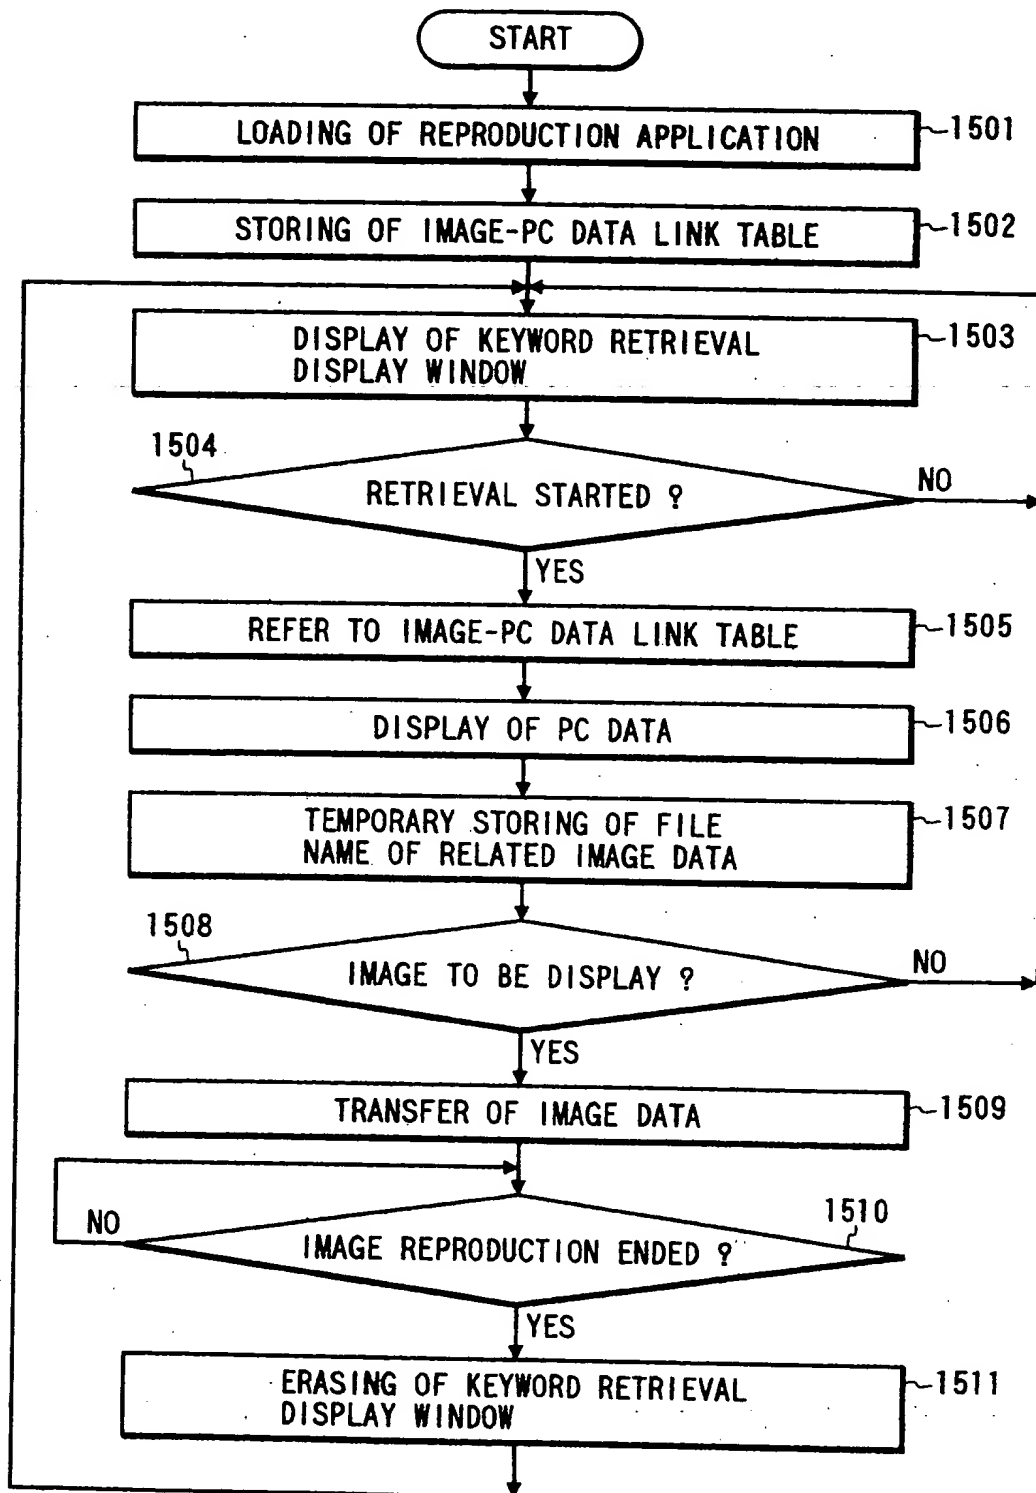 START
LOADING OF REPRODUCTION APPLICATION
1501
STORING OF IMAGE-PC DATA LINK TABLE
1502
DISPLAY OF KEYWORD RETRIEVAL
DISPLAY WINDOW
1503
1504
RETRIEVAL STARTED ?
NO
YES
REFER TO IMAGE-PC DATA LINK TABLE
1505
DISPLAY OF PC DATA
1506
TEMPORARY STORING OF FILE
NAME OF RELATED IMAGE DATA
1507
1508
IMAGE TO BE DISPLAY ?
NO
YES
TRANSFER OF IMAGE DATA
1509
NO
IMAGE REPRODUCTION ENDED ?
1510
YES
ERASING OF KEYWORD RETRIEVAL
DISPLAY WINDOW
1511